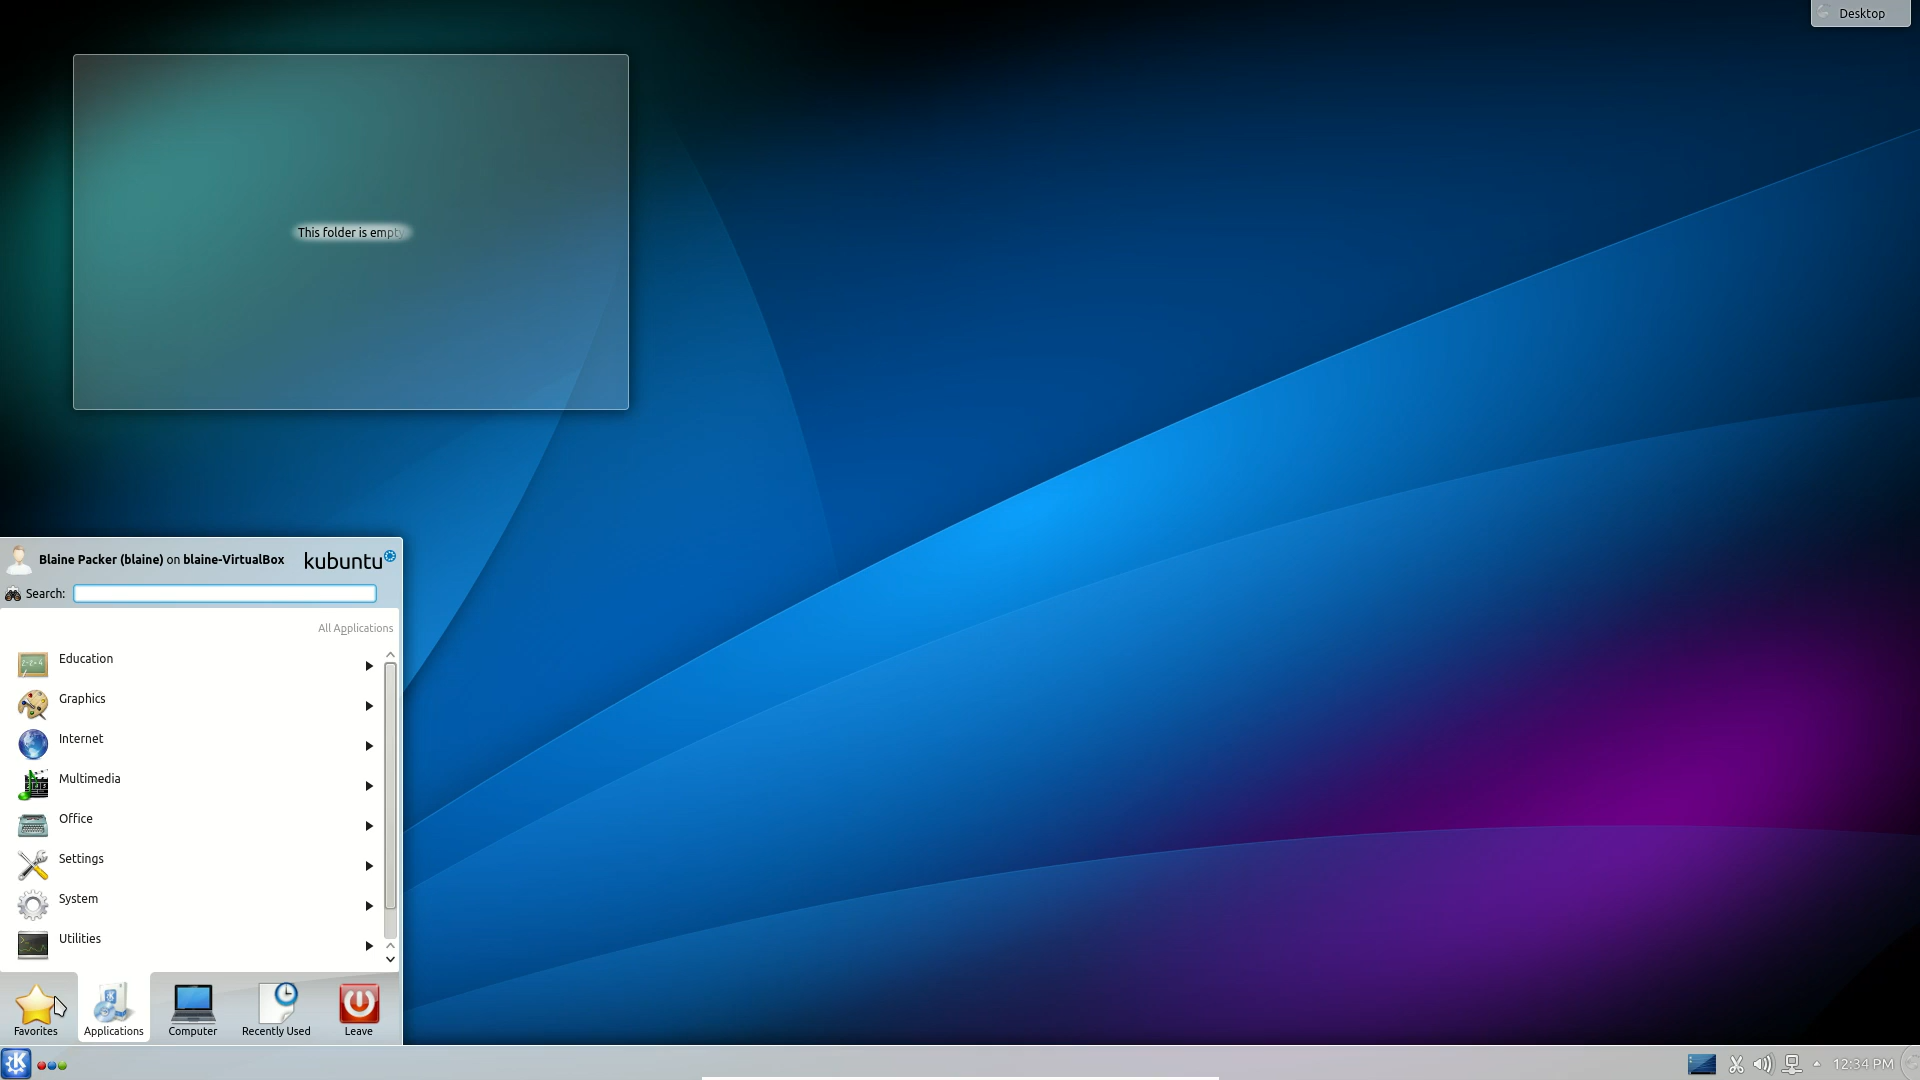 Desktop
This folder is empty
Blaine Packer (blaine) on blaine-VirtualBox
kubuntu
Search:
All Applications
Education
Graphics
Internet
Multimedia
Office
Settings
System
Utilities
Favorites
Applications
Computer
Recently Used
Leave
12:34 PM